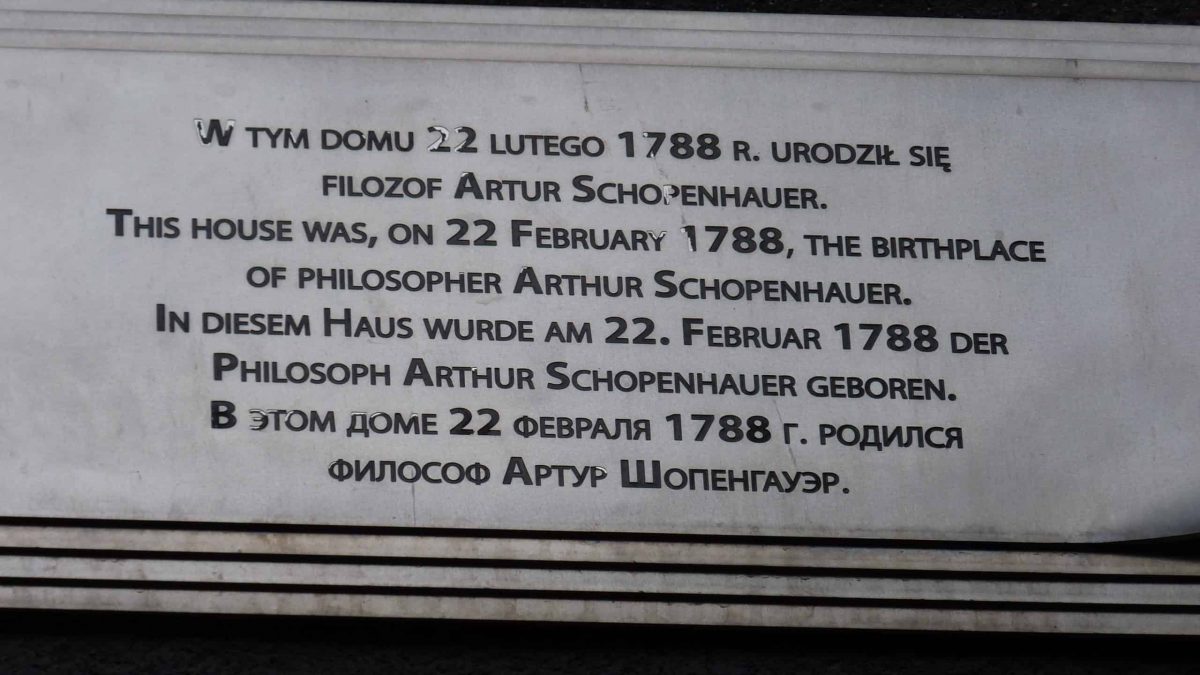 W TYM DOMU 22 LUTEGO 1788 R. URODZIŁ SIĘ
FILOZOF ARTUR SCHOPENHAUER.
THIS HOUSE WAS, ON 22 FEBRUARY 1788, THE BIRTHPLACE
OF PHILOSOPHER ARTHUR SCHOPENHAUER.
IN DIESEM HAUS WURDE AM 22. FEBRUAR 1788 DER
PHILOSOPH ARTHUR SCHOPENHAUER GEBOREN.
В ЭТОМ ДОМЕ 22 ФЕВРАЛЯ 1788 Г. РОДИЛСЯ
ФИЛОСОФ АРТУР ШОПЕНГАУЭР.